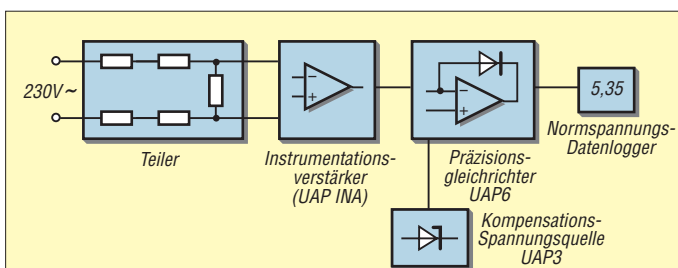 230V~
Teiler
Instrumentations-
verstärker
(UAP INA)
Präzisions-
gleichrichter
UAP6
5,35
Normspannungs-
Datenlogger
Kompensations-
Spannungsquelle
UAP3